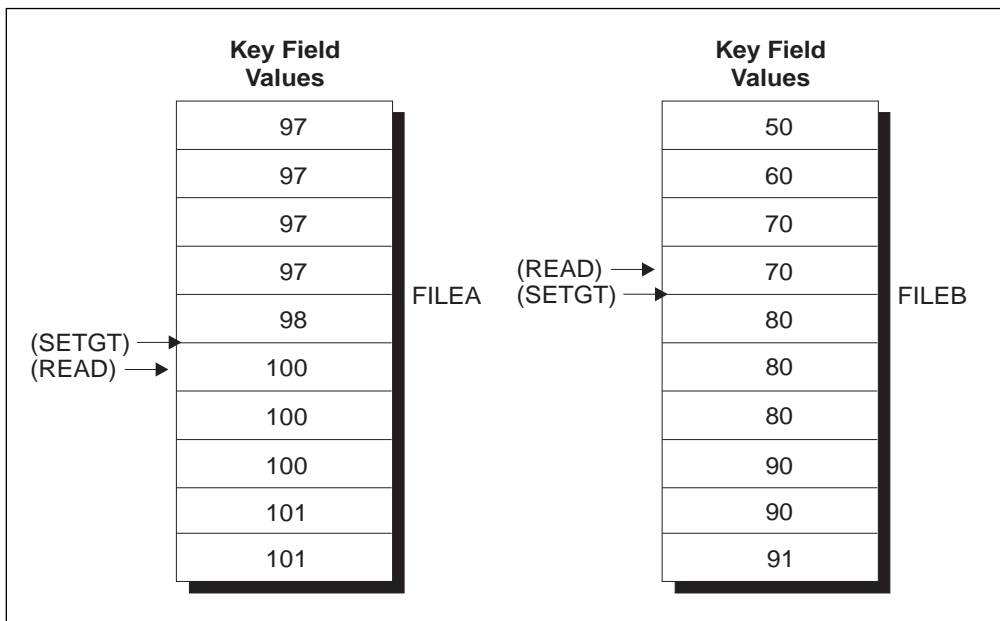 Key Field
Values
97
97
97
97
98
100
100
100
101
101
(SETGT)
(READ)
FILEA
Key Field
Values
50
60
70
70
80
80
80
90
90
91
(READ)
(SETGT)
FILEB